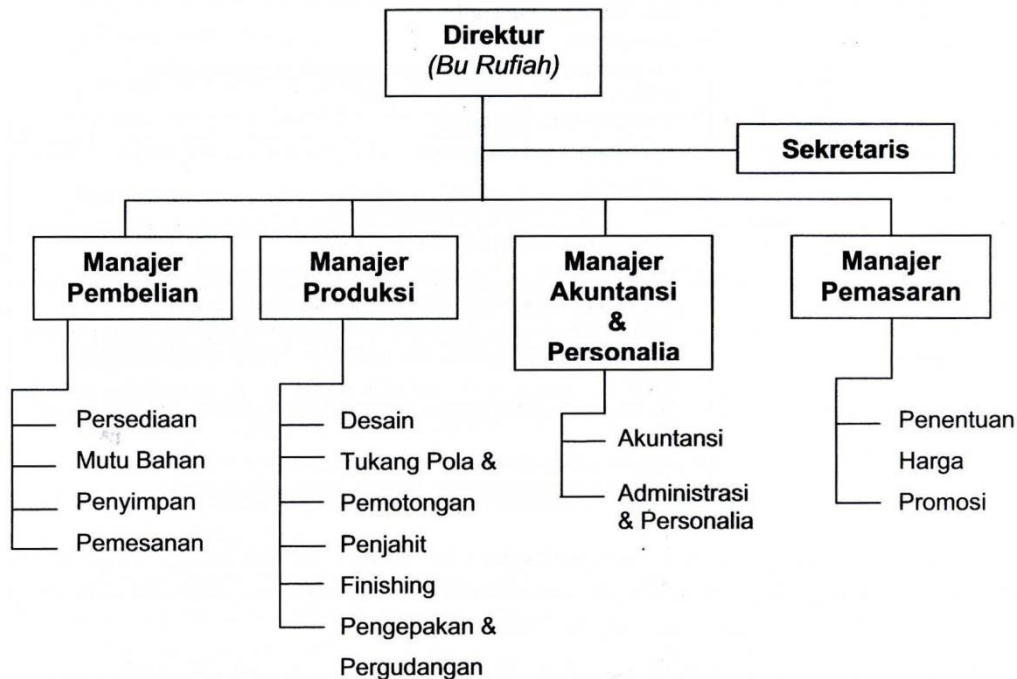 Direktur
(Bu Rufiah)
Sekretaris
Manajer
Pembelian
Manajer
Produksi
Manajer
Akuntansi
&
Personalia
Manajer
Pemasaran
Persediaan
Mutu Bahan
Penyimpan
Pemesanan
Desain
Tukang Pola &
Pemotongan
Penjahit
Finishing
Pengepakan &
Pergudangan
Akuntansi
Administrasi
& Personalia
Penentuan
Harga
Promosi